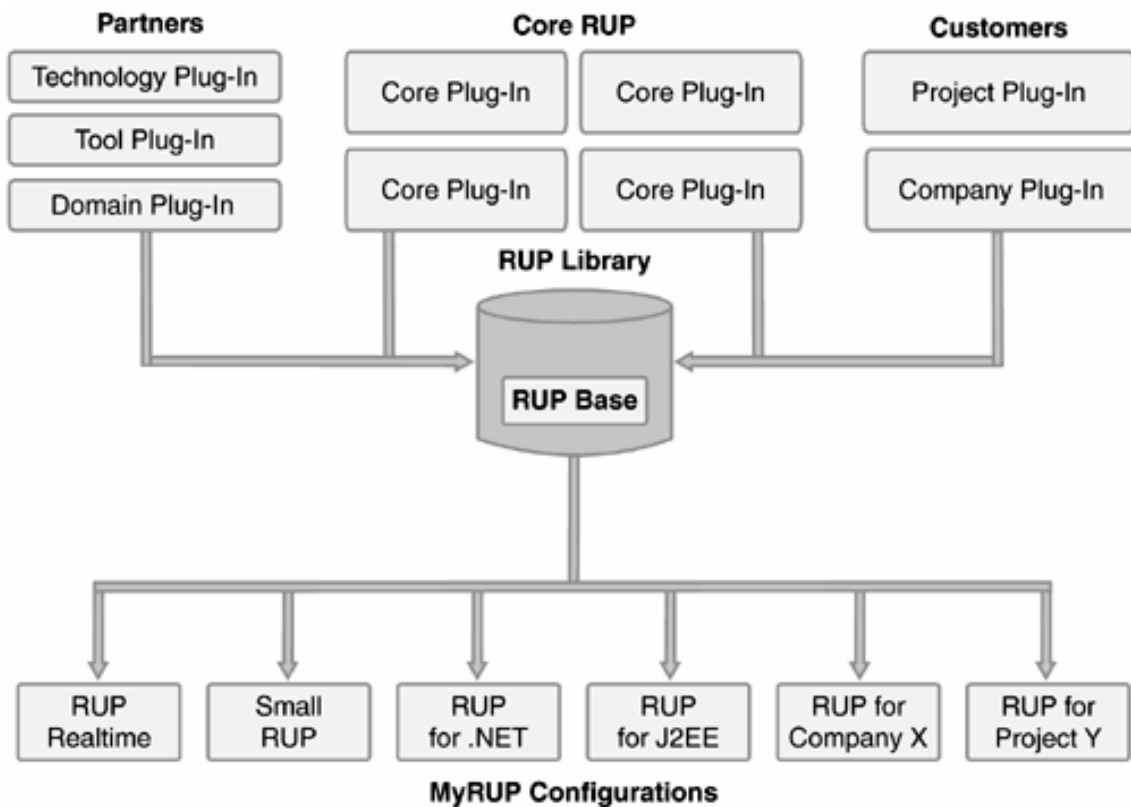 Partners
Core RUP
Customers
Technology Plug-In
Tool Plug-In
Domain Plug-In
Core Plug-In
Core Plug-In
Core Plug-In
Core Plug-In
Project Plug-In
Company Plug-In
RUP Library
RUP Base
RUP
Realtime
Small
RUP
RUP
for .NET
RUP
for J2EE
RUP for
Company X
RUP for
Project Y
MyRUP Configurations